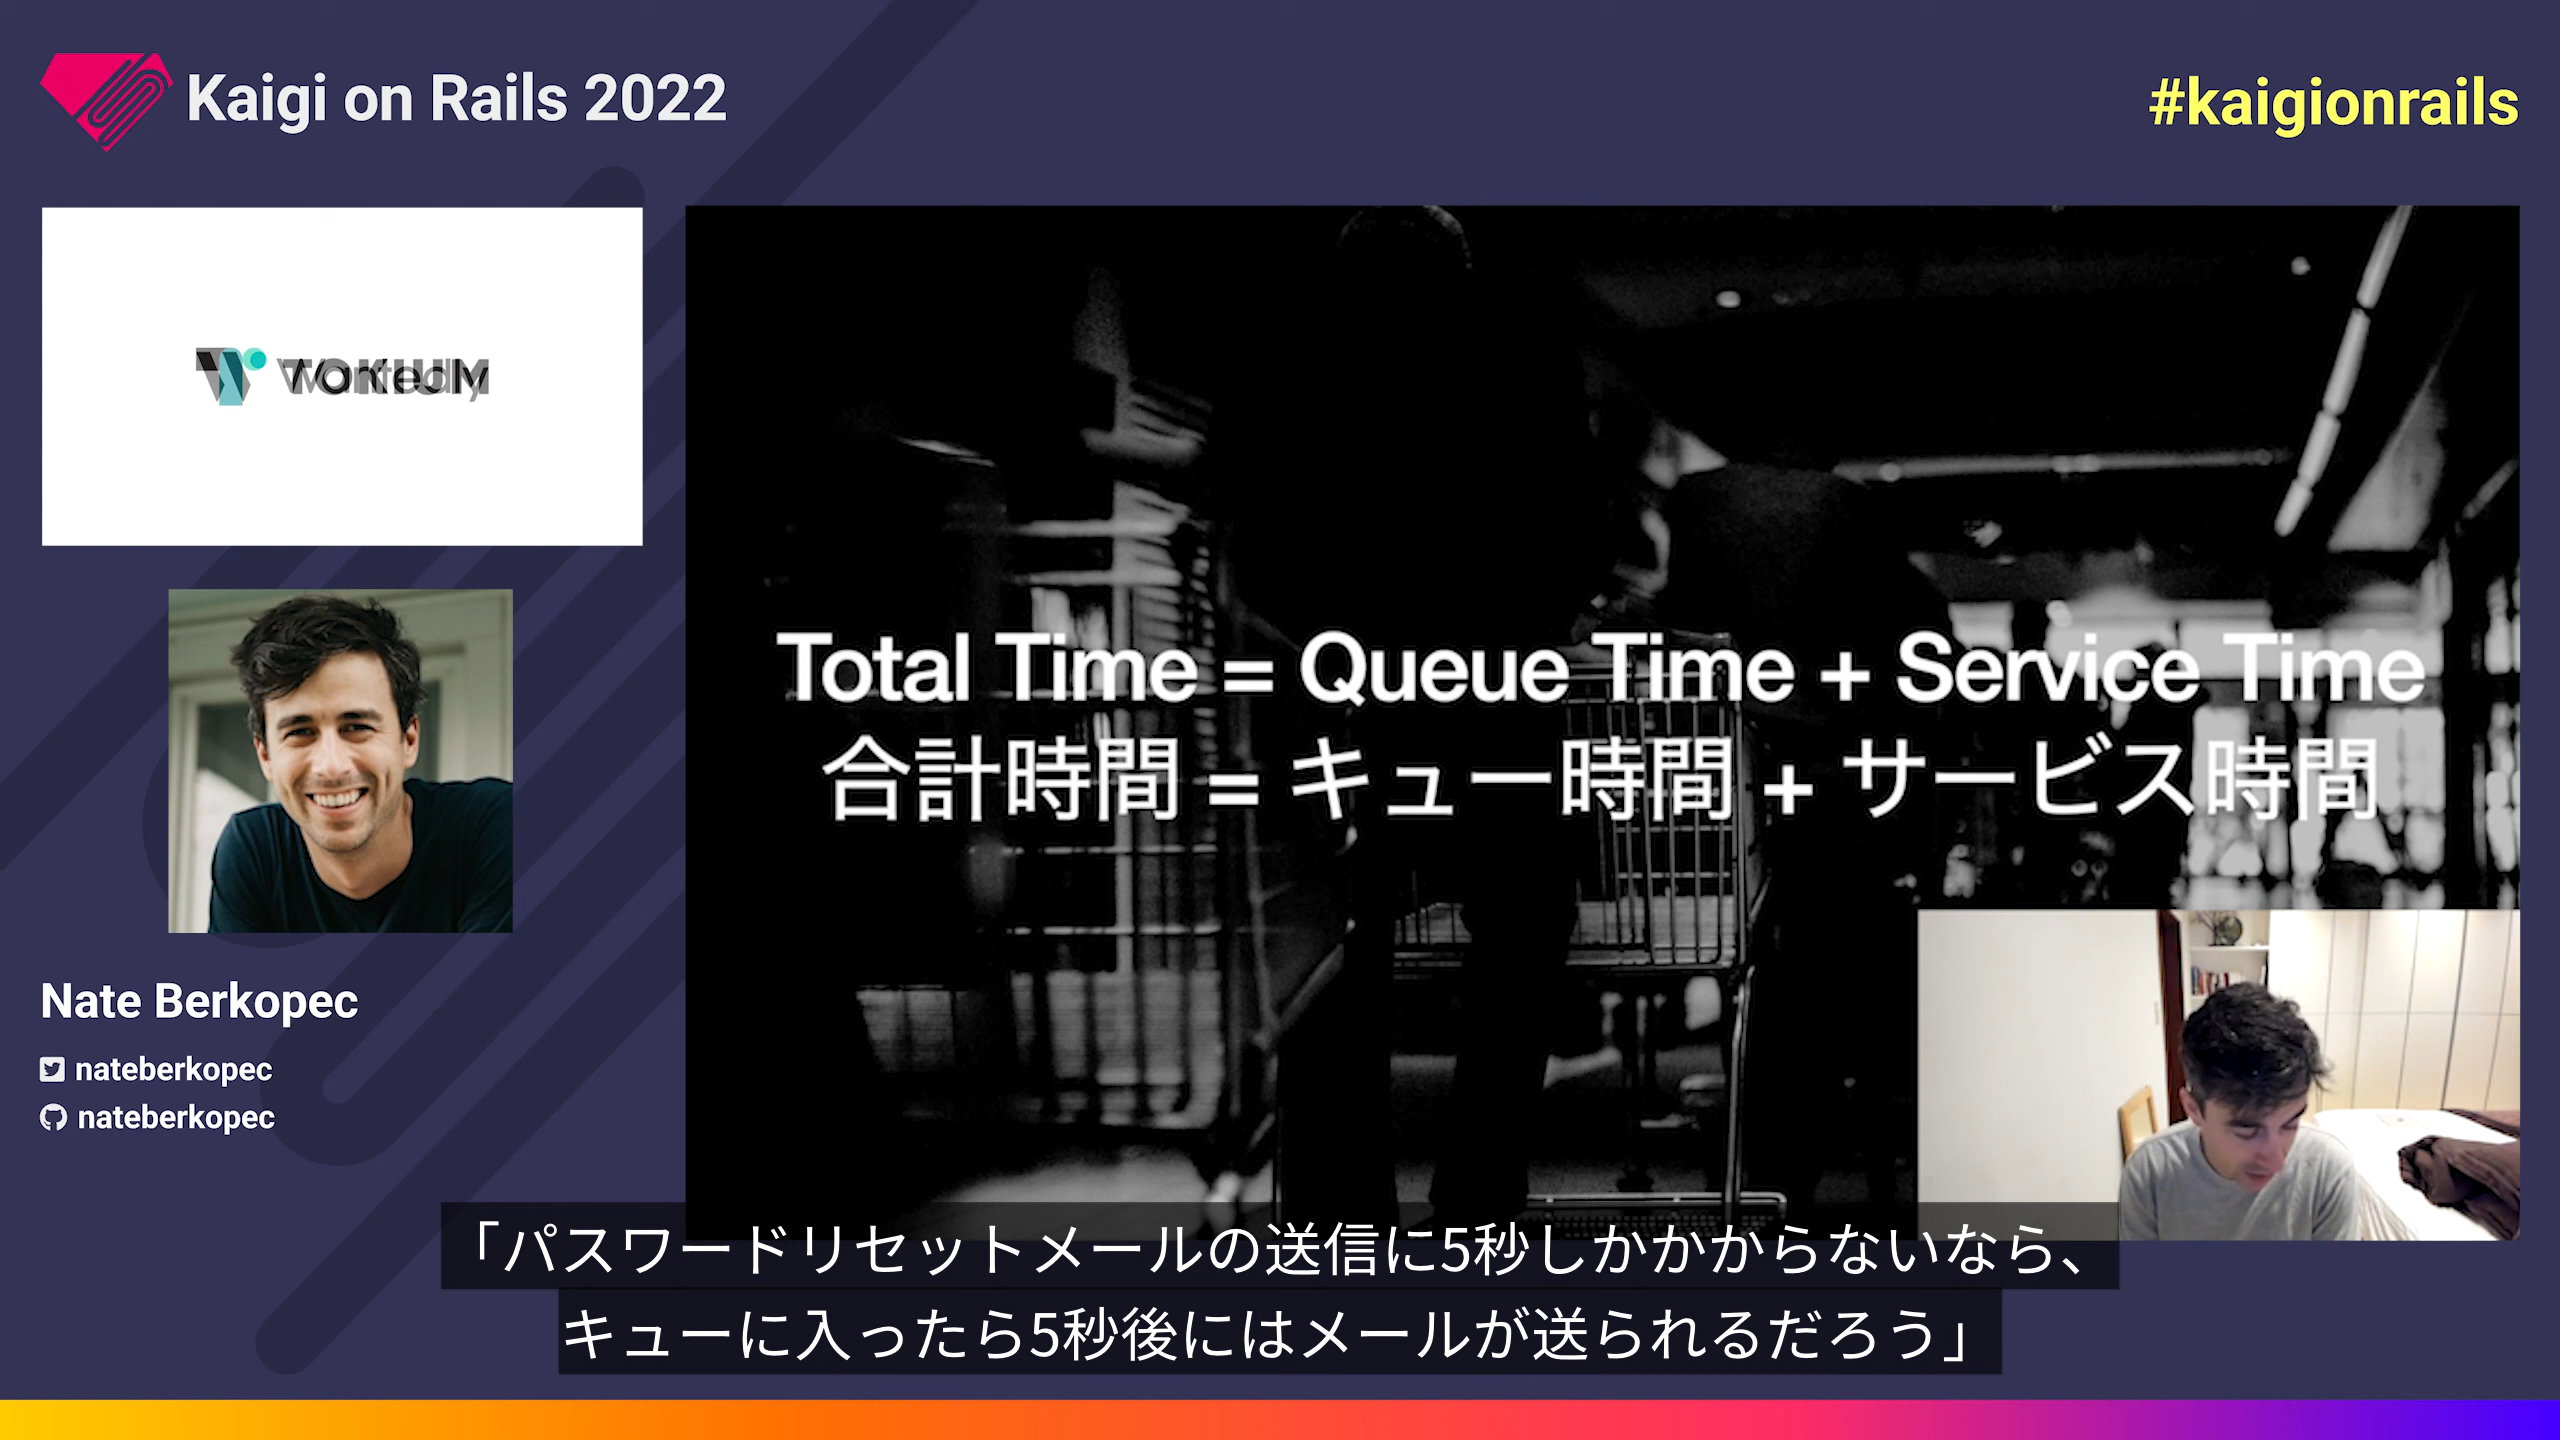 Kaigi on Rails 2022
#kaigionrails
Total Time = Queue Time + Service Time
合計時間 = キュー時間 + サービス時間
Nate Berkopec
nateberkopec
nateberkopec
「パスワードリセットメールの送信に5秒しかかからないなら、
キューに入ったら5秒後にはメールが送られるだろう」